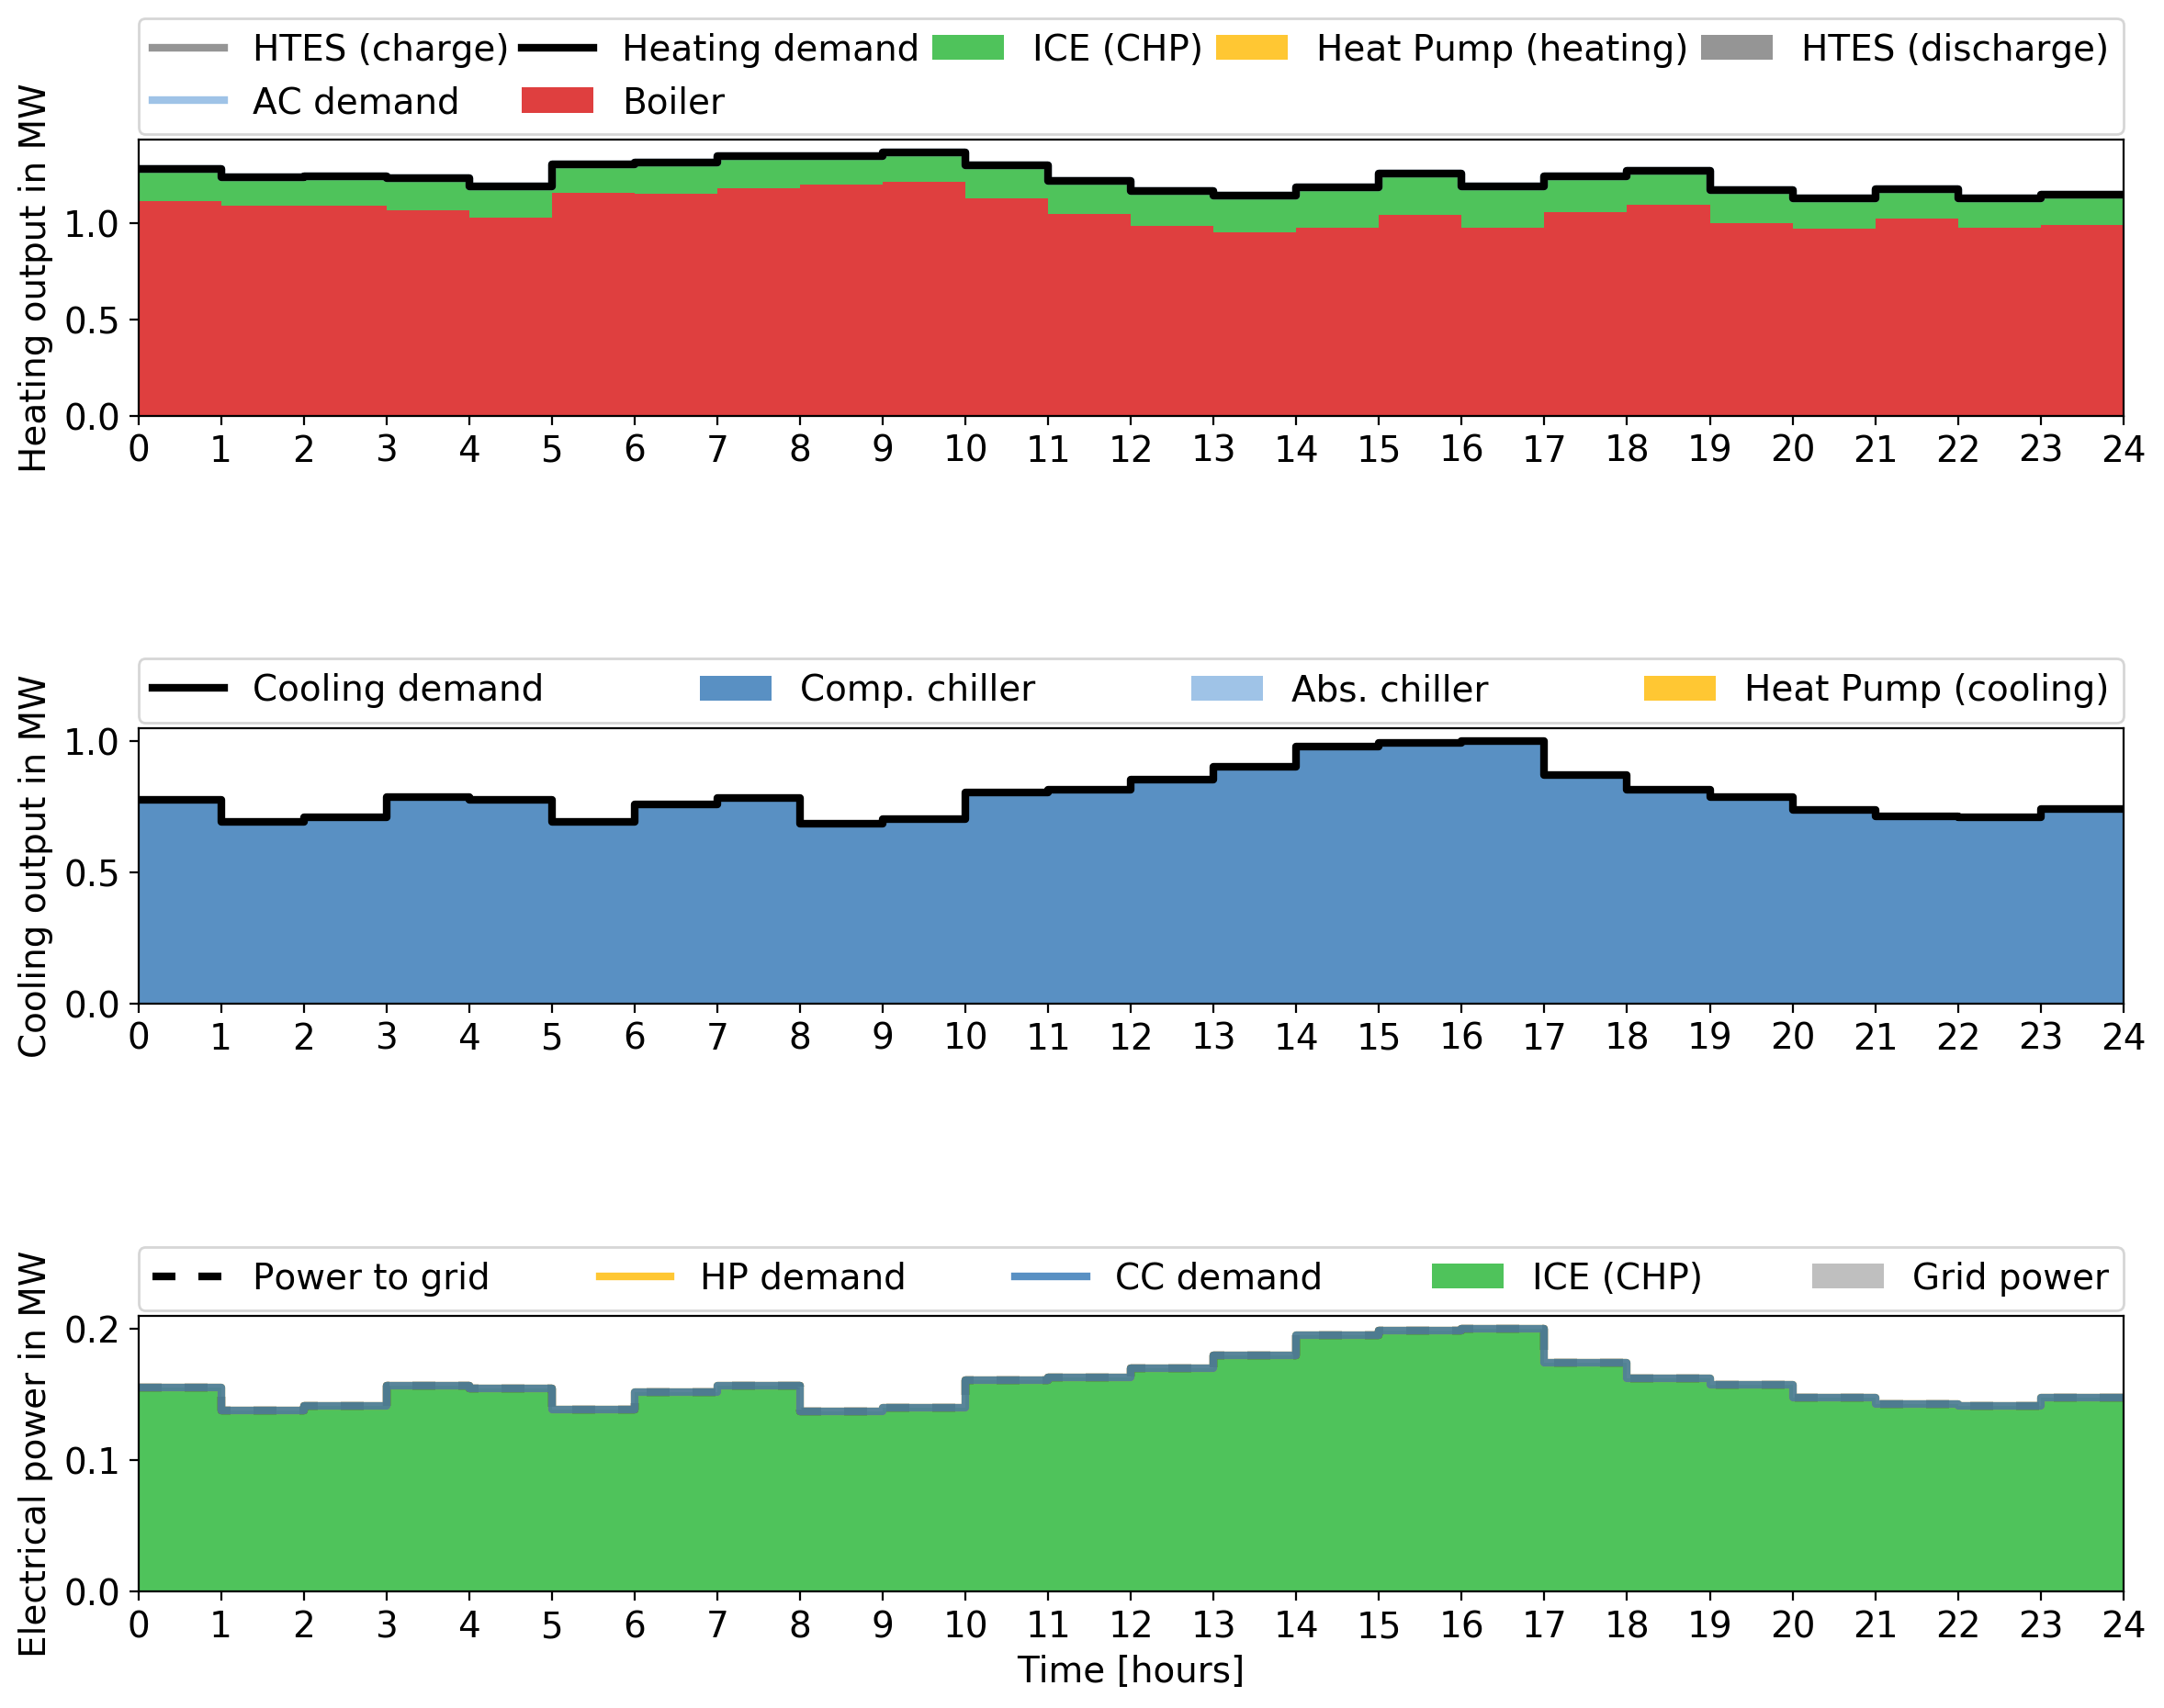 HTES (charge) Heating demand ICE (CHP) Heat Pump (heating) HTES (discharge)
AC demand Boiler
Heating output in MW
1.0
0.5
0.0
0 1 2 3 4 5 6 7 8 9 10 11 12 13 14 15 16 17 18 19 20 21 22 23 24
Cooling demand Comp. chiller Abs. chiller Heat Pump (cooling)
Cooling output in MW
1.0
0.5
0.0
0 1 2 3 4 5 6 7 8 9 10 11 12 13 14 15 16 17 18 19 20 21 22 23 24
Power to grid HP demand CC demand ICE (CHP) Grid power
Electrical power in MW
0.2
0.1
0.0
0 1 2 3 4 5 6 7 8 9 10 11 12 13 14 15 16 17 18 19 20 21 22 23 24
Time [hours]